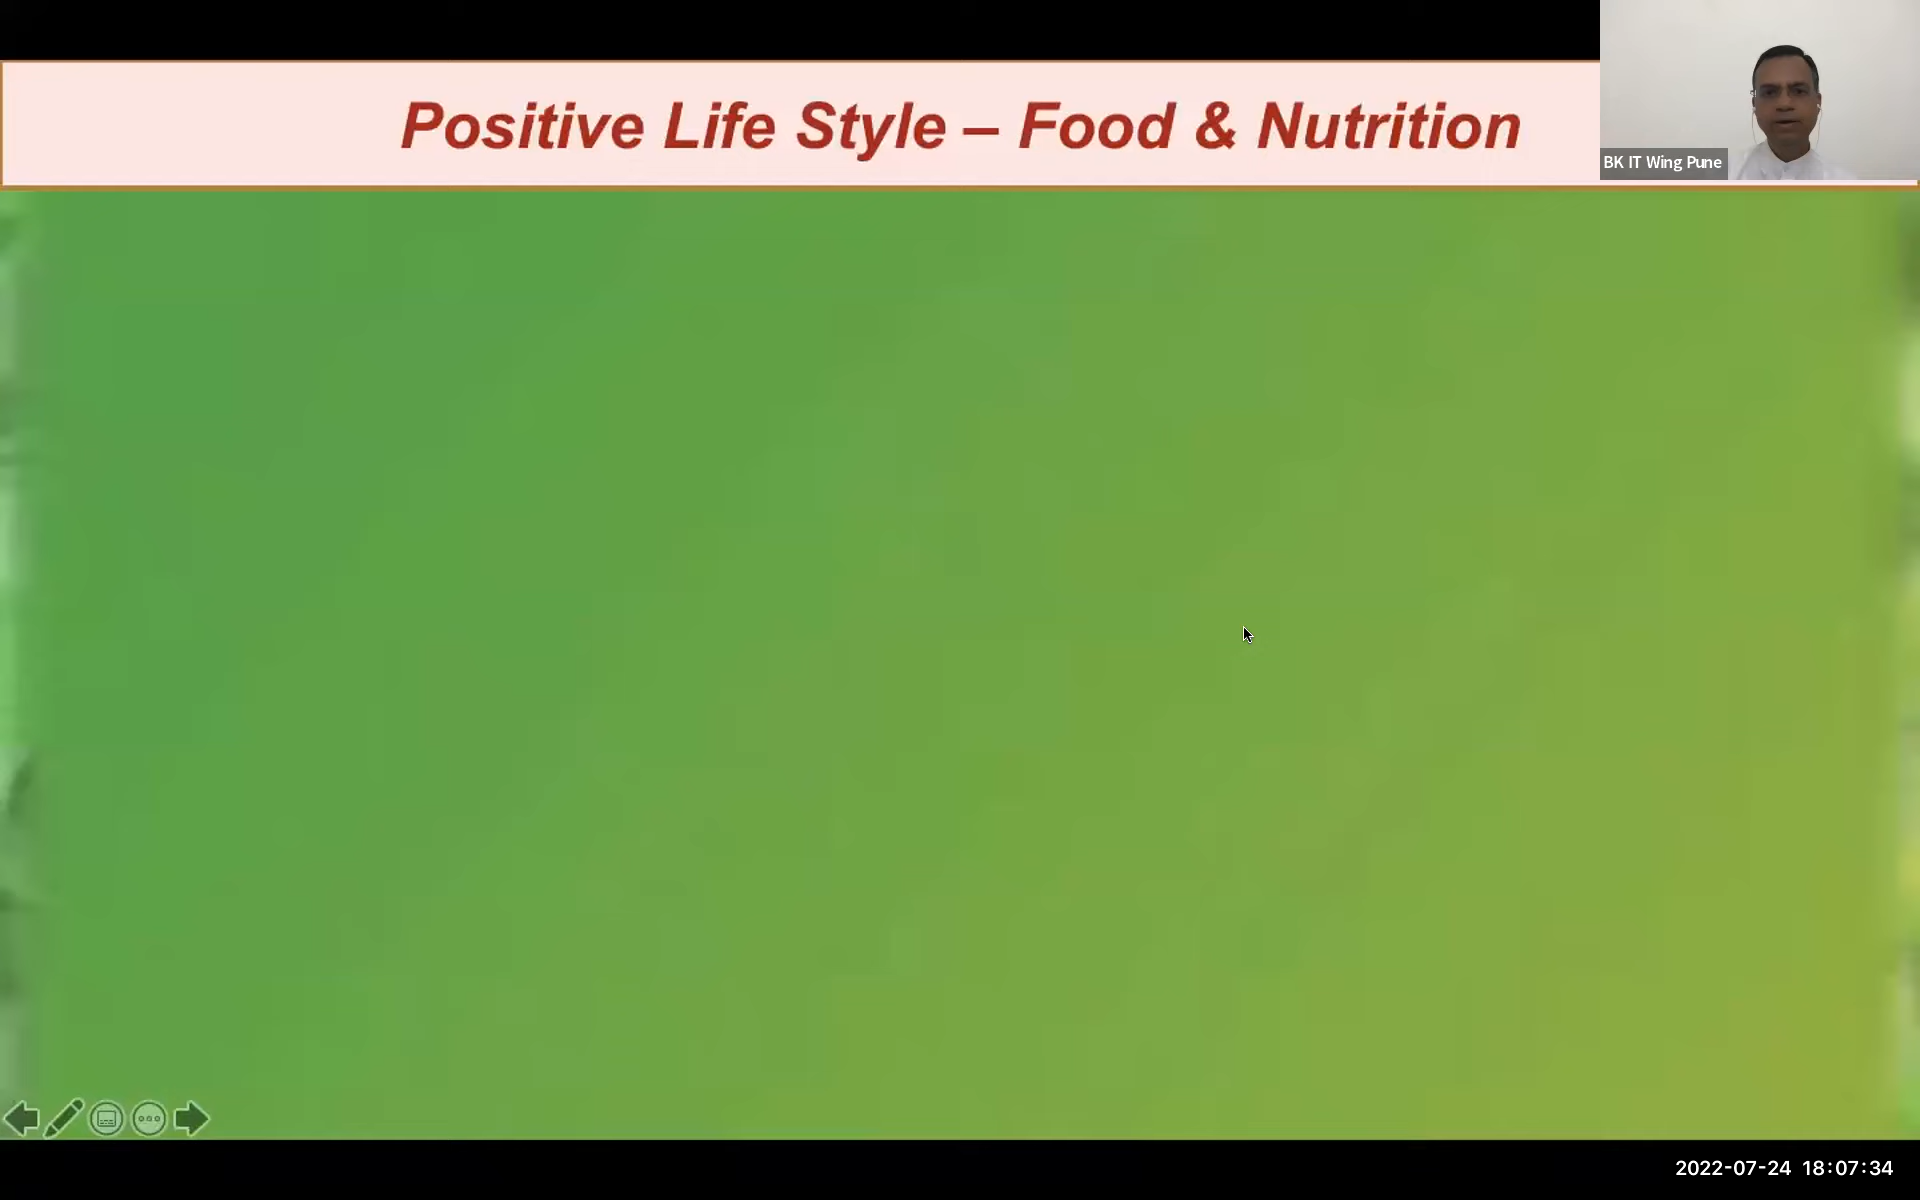 Positive Life Style – Food & Nutrition
BK IT Wing Pune
2022-07-24 18:07:34